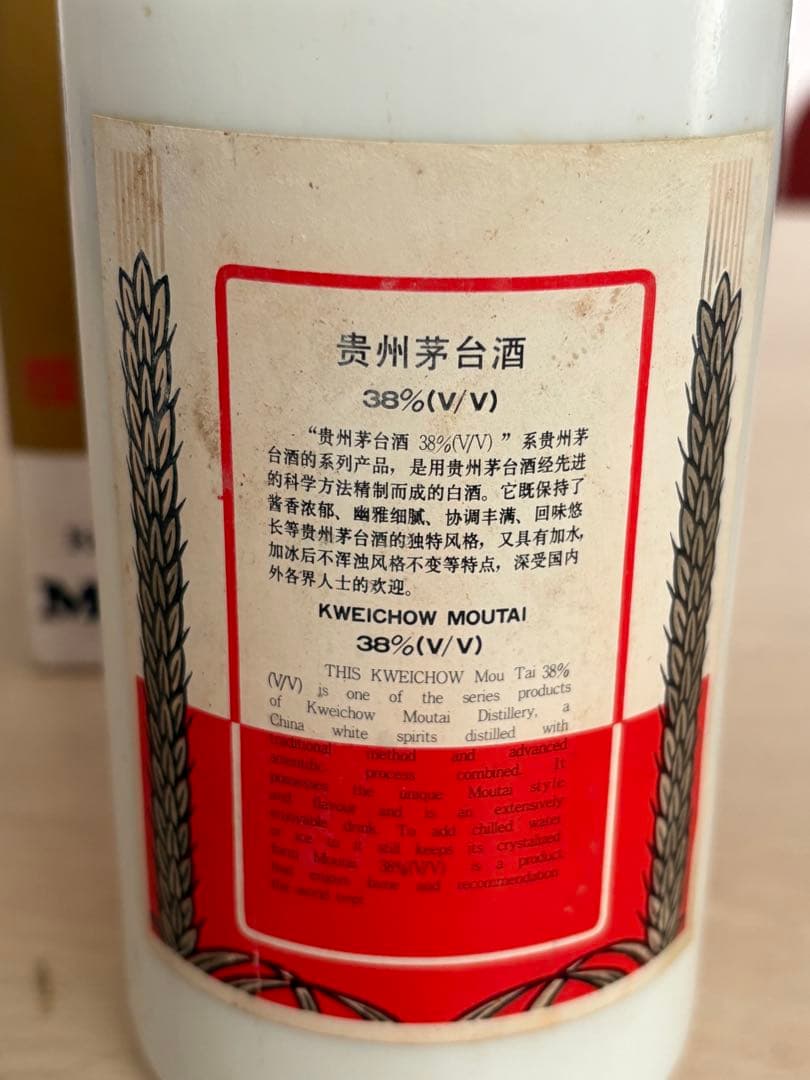 贵州茅台酒
38%(V/V)
“贵州茅台酒 38%(V/V)”系贵州茅
台酒的系列产品，是用贵州茅台酒经先进
的科学方法精制而成的白酒。它既保持了
酱香浓郁、幽雅细腻、协调丰满、回味悠
长等贵州茅台酒的独特风格，又具有加水，
加冰后不浑浊风格不变等特点，深受国内
外各界人士的欢迎。
KWEICHOW MOUTAI
38%(V/V)
THIS KWEICHOW Mou Tai 38%
(V/V) is one of the series products
of Kweichow Moutai Distillery, a
China white spirits distilled with
traditional method and advanced
scientific process combined. It
possesses the unique Moutai style
and flavour and is an extensively
enjoyable drink. To add chilled water
or ice to it still keeps its crystalized
form Moutai 38%(V/V) is a product
that enjoys fame and recommendation
the world over
M